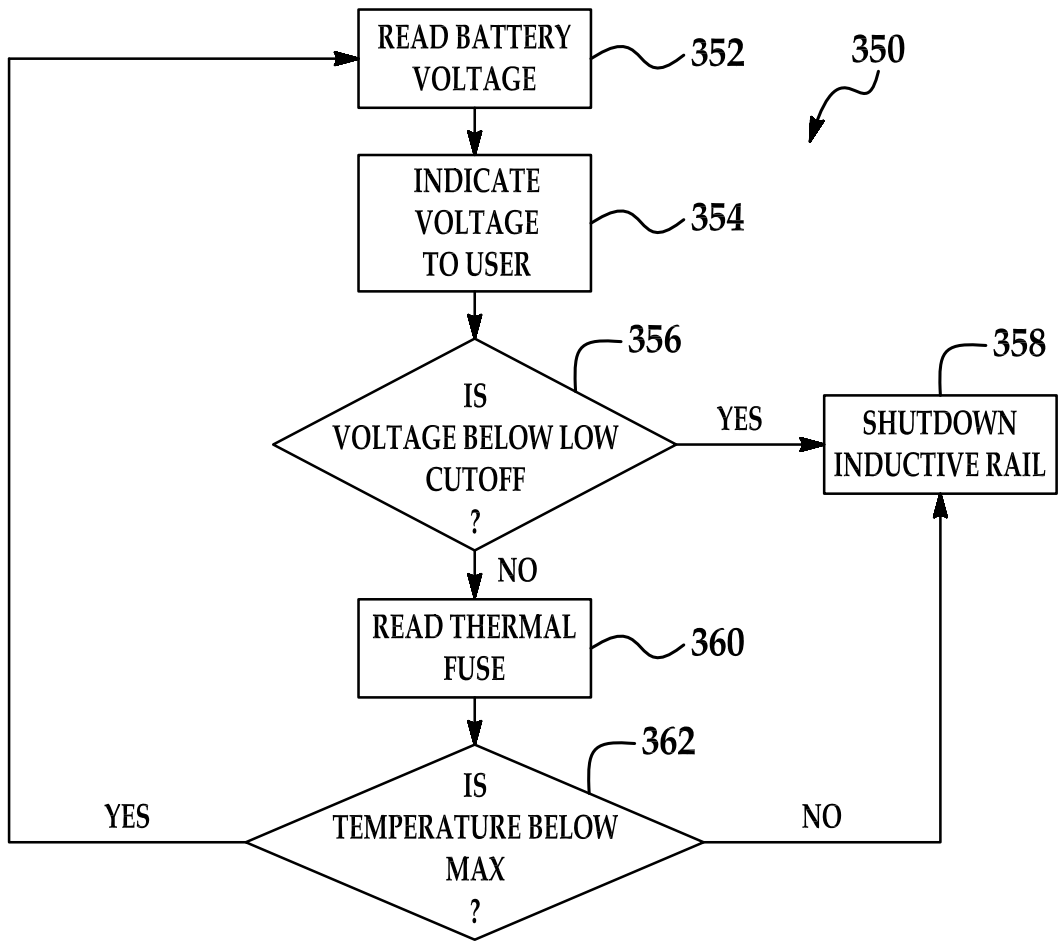 READ BATTERY
VOLTAGE
352
350
INDICATE
VOLTAGE
TO USER
354
IS
VOLTAGE BELOW LOW
CUTOFF
?
356
YES
358
SHUTDOWN
INDUCTIVE RAIL
NO
READ THERMAL
FUSE
360
IS
TEMPERATURE BELOW
MAX
?
362
YES
NO